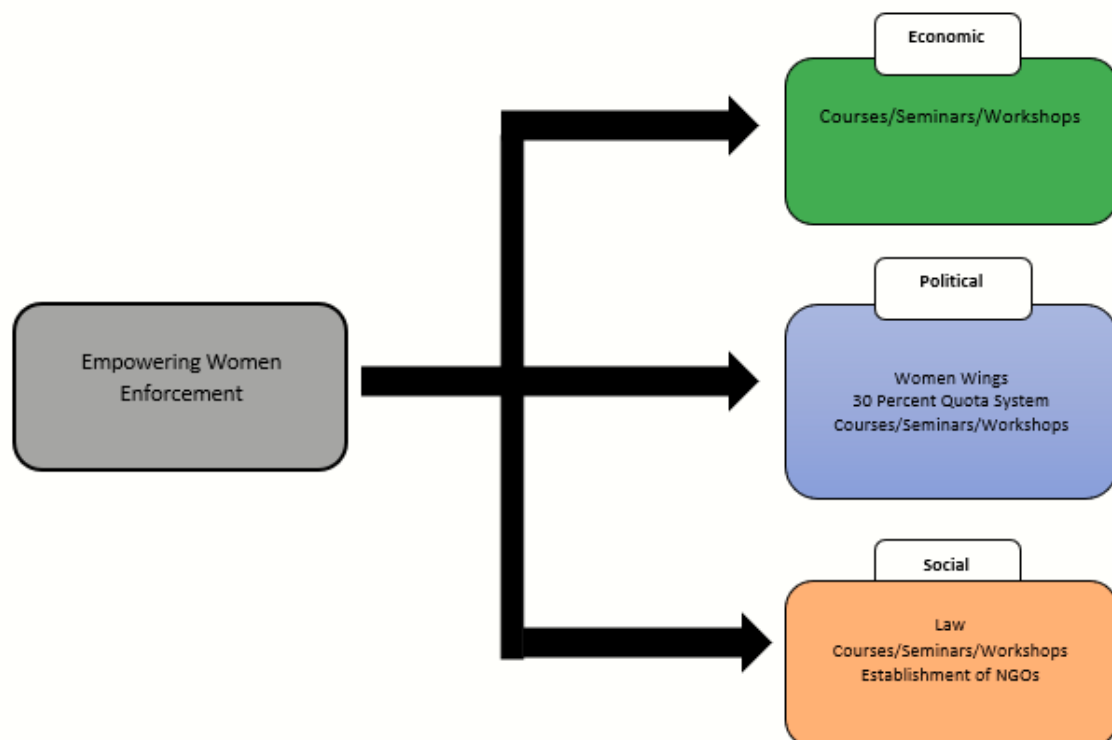 Economic
Courses/Seminars/Workshops
Empowering Women
Enforcement
Political
Women Wings
30 Percent Quota System
Courses/Seminars/Workshops
Social
Law
Courses/Seminars/Workshops
Establishment of NGOs